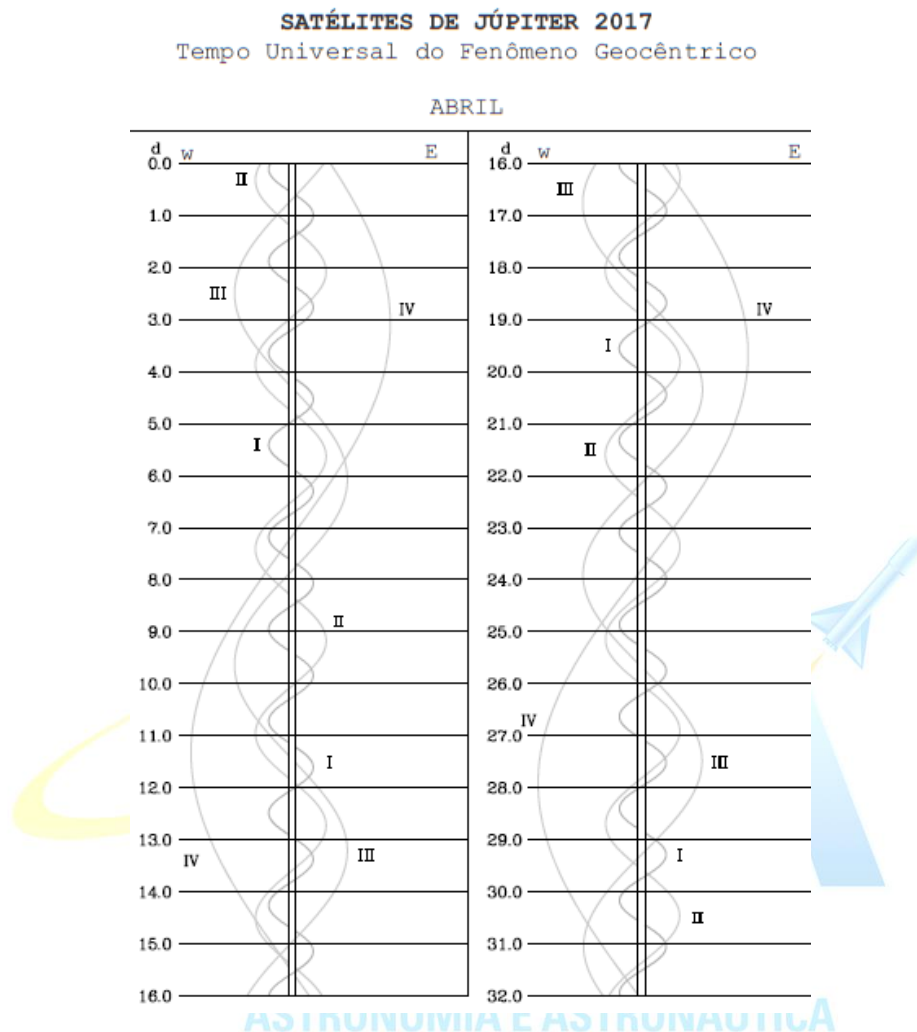 SATÉLITES DE JÚPITER 2017
Tempo Universal do Fenômeno Geocêntrico
ABRIL
d W E
0.0
II
1.0
2.0
III
3.0
IV
4.0
5.0
I
6.0
7.0
8.0
II
9.0
10.0
11.0
I
12.0
13.0
IV III
14.0
15.0
16.0
d W E
16.0
III
17.0
18.0
IV
19.0
I
20.0
21.0
II
22.0
23.0
24.0
25.0
26.0
IV
27.0
III
28.0
29.0
I
30.0
II
31.0
32.0
ASTRONOMIA E ASTRONÁUTICA